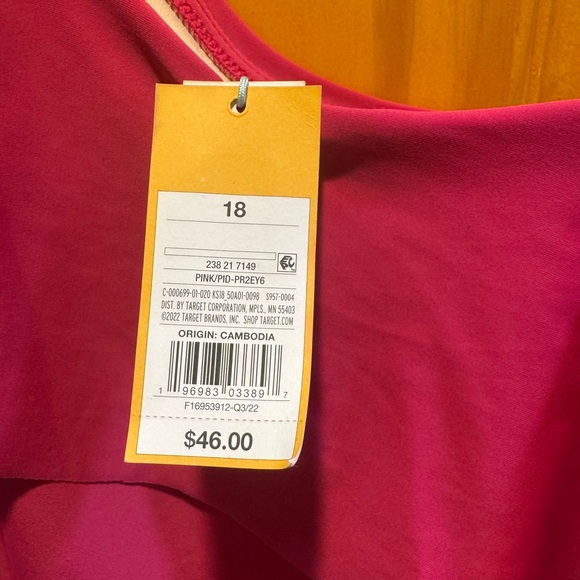 18
238 21 7149
PINK/PID-PR2EY6
C-000699-01-020 KS18_50A01-0098 S957-0004
DIST. BY TARGET CORPORATION, MPLS., MN 55403
©2022 TARGET BRANDS, INC. SHOP TARGET.COM
ORIGIN: CAMBODIA
1 96983 03389 7
F16953912-Q3/22
$46.00